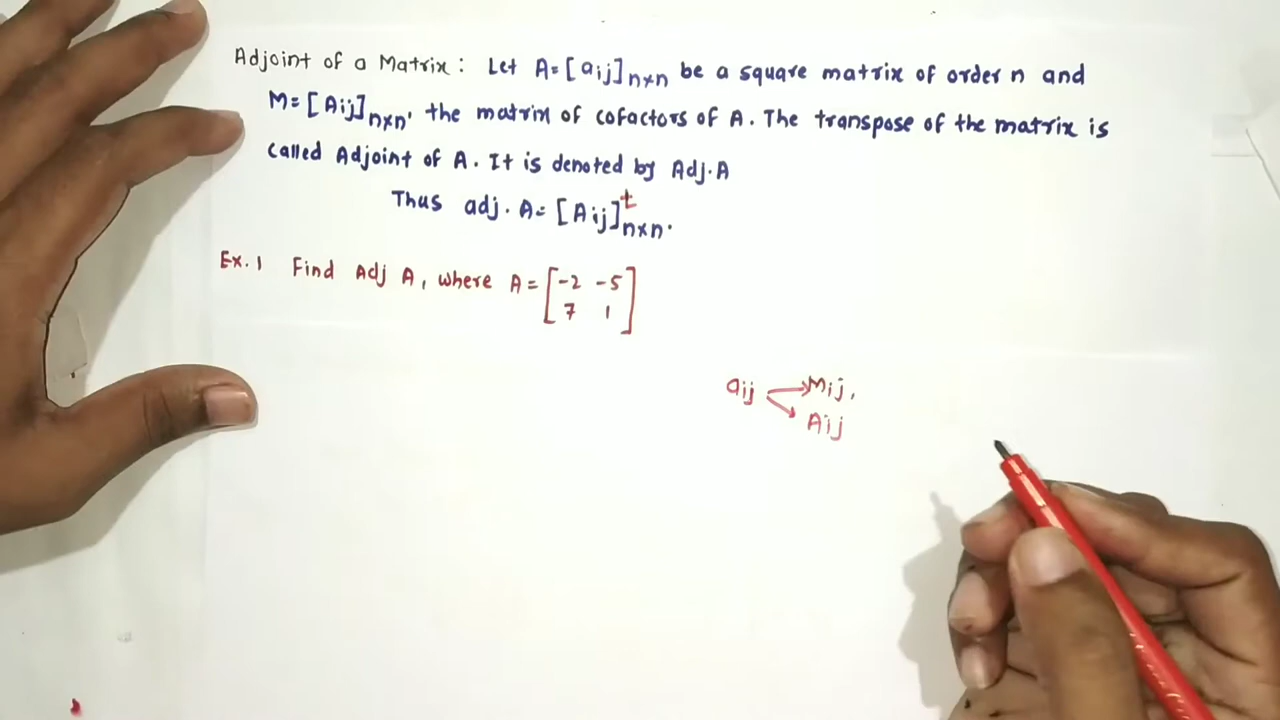 Adjoint of a Matrix: Let A=[aij]n×n be a square matrix of order n and
M=[Aij]n×n, the matrix of cofactors of A. The transpose of the matrix is
called Adjoint of A. It is denoted by Adj.A
Thus adj. A=[Aij]ᵗn×n.
Ex.1 Find Adj A, where A=[-2 -5
7 1]
aij → Mij,
→ Aij